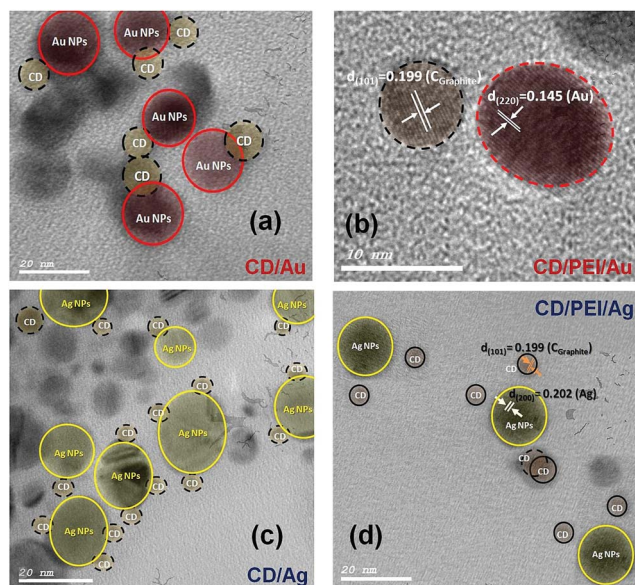 Au NPs
Au NPs
CD
CD
CD
Au NPs
CD
CD
Au NPs
CD
Au NPs
(a)
20 nm
CD/Au
d(101)=0.199 (CGraphite)
d(220)=0.145 (Au)
(b)
10 nm
CD/PEI/Au
Ag NPs
CD
CD
CD
CD
Ag NPs
CD
CD
Ag NPs
Ag NPs
CD
CD
Ag NPs
CD
Ag NPs
CD
CD
CD
CD
Ag NPs
CD
CD
(c)
20 nm
CD/Ag
CD/PEI/Ag
Ag NPs
CD
d(101)=0.199 (CGraphite)
CD
CD
CD
d(200)=0.202 (Ag)
Ag NPs
CD
CD
CD
CD
Ag NPs
(d)
20 nm